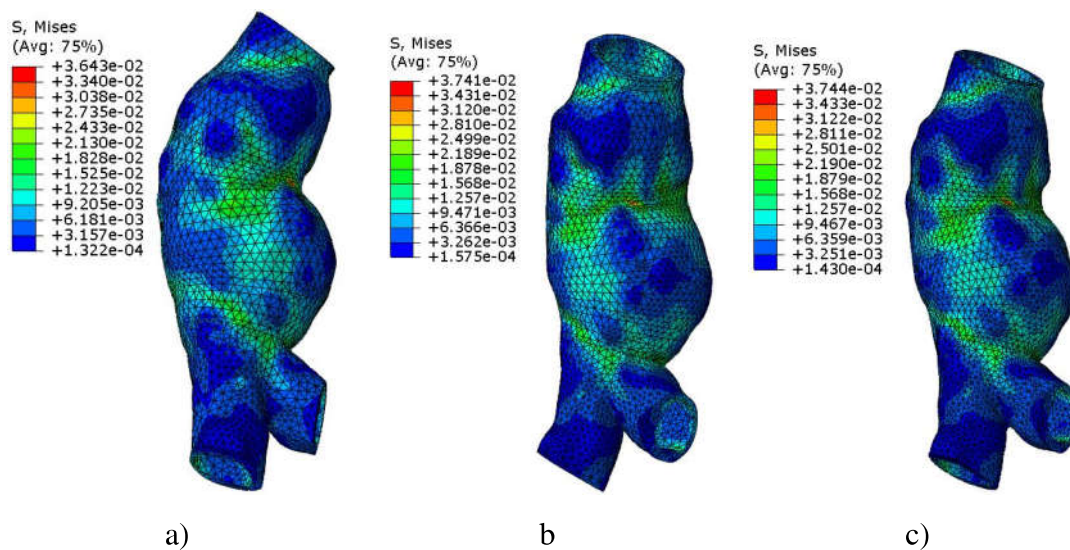 S, Mises
(Avg: 75%)
+3.643e-02
+3.340e-02
+3.038e-02
+2.735e-02
+2.433e-02
+2.130e-02
+1.828e-02
+1.525e-02
+1.223e-02
+9.205e-03
+6.181e-03
+3.157e-03
+1.322e-04
S, Mises
(Avg: 75%)
+3.741e-02
+3.431e-02
+3.120e-02
+2.810e-02
+2.499e-02
+2.189e-02
+1.878e-02
+1.568e-02
+1.257e-02
+9.471e-03
+6.366e-03
+3.262e-03
+1.575e-04
S, Mises
(Avg: 75%)
+3.744e-02
+3.433e-02
+3.122e-02
+2.811e-02
+2.501e-02
+2.190e-02
+1.879e-02
+1.568e-02
+1.257e-02
+9.467e-03
+6.359e-03
+3.251e-03
+1.430e-04
a)
b
c)